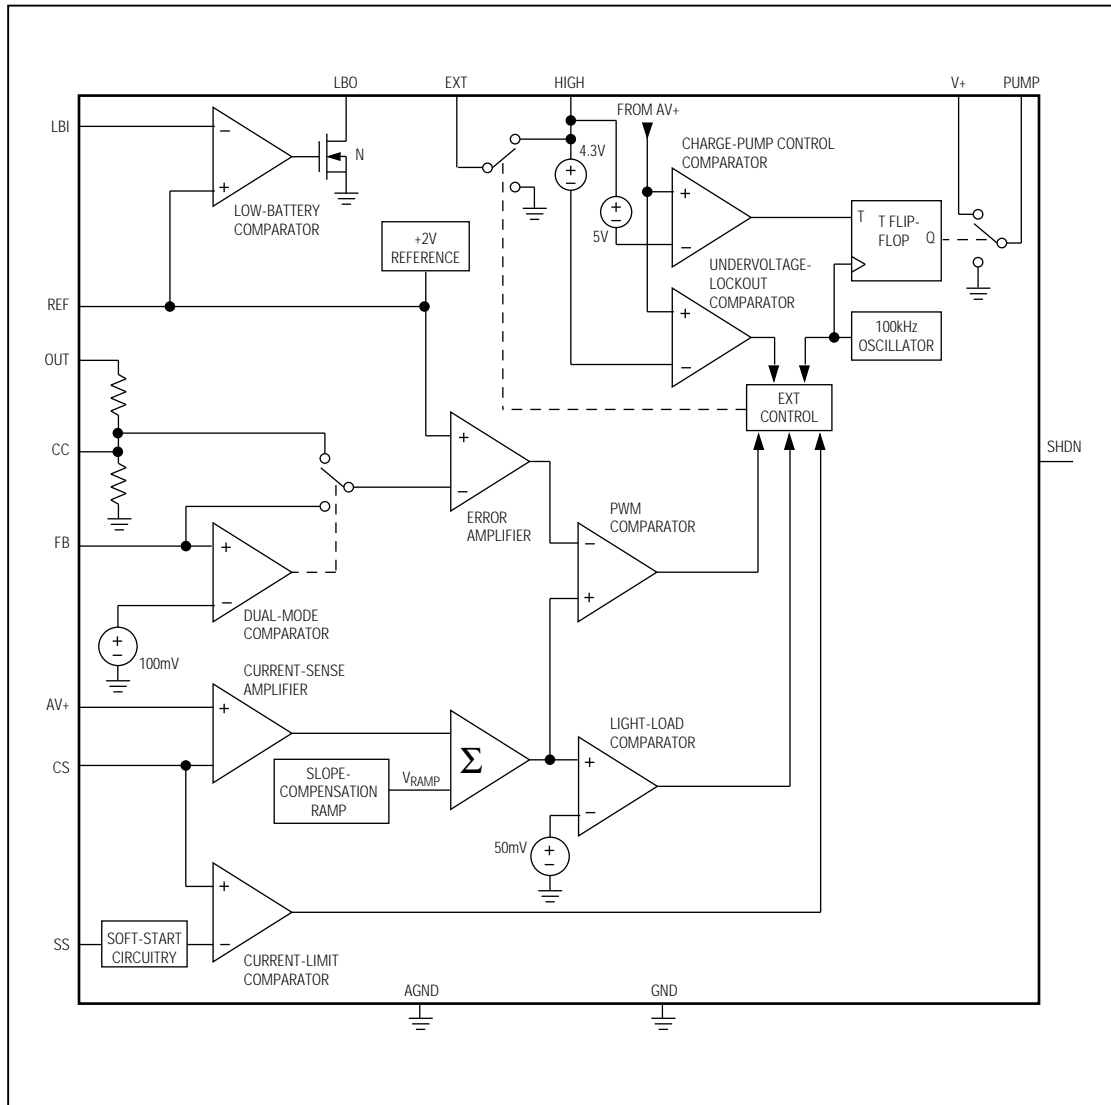 LBO
EXT
HIGH
V+
PUMP
LBI
FROM AV+
−
+
N
LOW-BATTERY
COMPARATOR
4.3V
+
−
+
−
5V
CHARGE-PUMP CONTROL
COMPARATOR
+
−
T
T FLIP-
FLOP
Q
+2V
REFERENCE
UNDERVOLTAGE-
LOCKOUT
COMPARATOR
+
−
REF
100kHz
OSCILLATOR
OUT
EXT
CONTROL
CC
SHDN
+
−
ERROR
AMPLIFIER
FB
+
−
DUAL-MODE
COMPARATOR
+
−
100mV
PWM
COMPARATOR
−
+
CURRENT-SENSE
AMPLIFIER
AV+
+
CS
SLOPE-
COMPENSATION
RAMP
VRAMP
Σ
LIGHT-LOAD
COMPARATOR
+
−
50mV
+
−
+
−
SS
SOFT-START
CIRCUITRY
CURRENT-LIMIT
COMPARATOR
AGND
GND